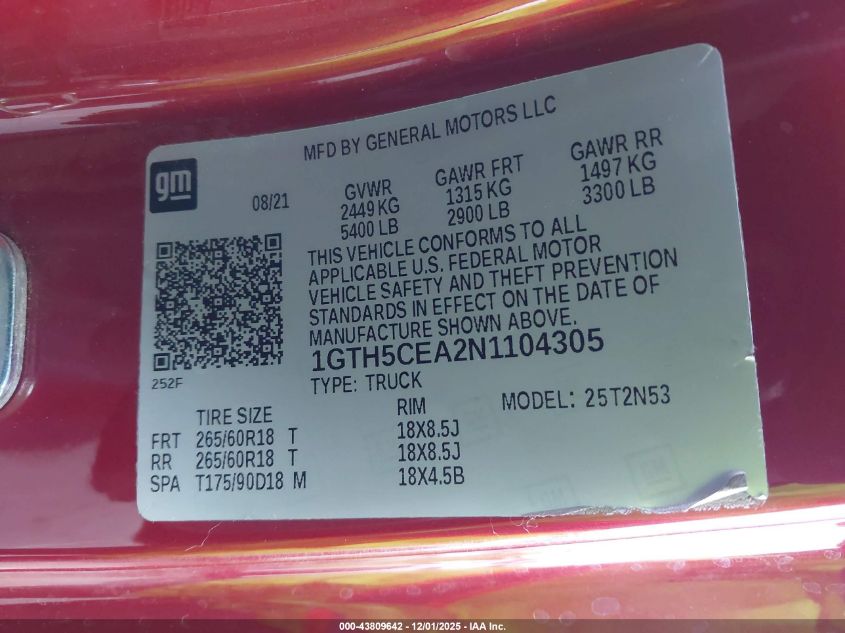 MFD BY GENERAL MOTORS LLC
gm
08/21
GVWR
2449 KG
5400 LB
GAWR FRT
1315 KG
2900 LB
GAWR RR
1497 KG
3300 LB
THIS VEHICLE CONFORMS TO ALL
APPLICABLE U.S. FEDERAL MOTOR
VEHICLE SAFETY AND THEFT PREVENTION
STANDARDS IN EFFECT ON THE DATE OF
MANUFACTURE SHOWN ABOVE.
1GTH5CEA2N1104305
252F
TYPE: TRUCK
MODEL: 25T2N53
TIRE SIZE RIM
FRT 265/60R18 T 18X8.5J
RR 265/60R18 T 18X8.5J
SPA T175/90D18 M 18X4.5B
000-43809642 - 12/01/2025 - IAA Inc.